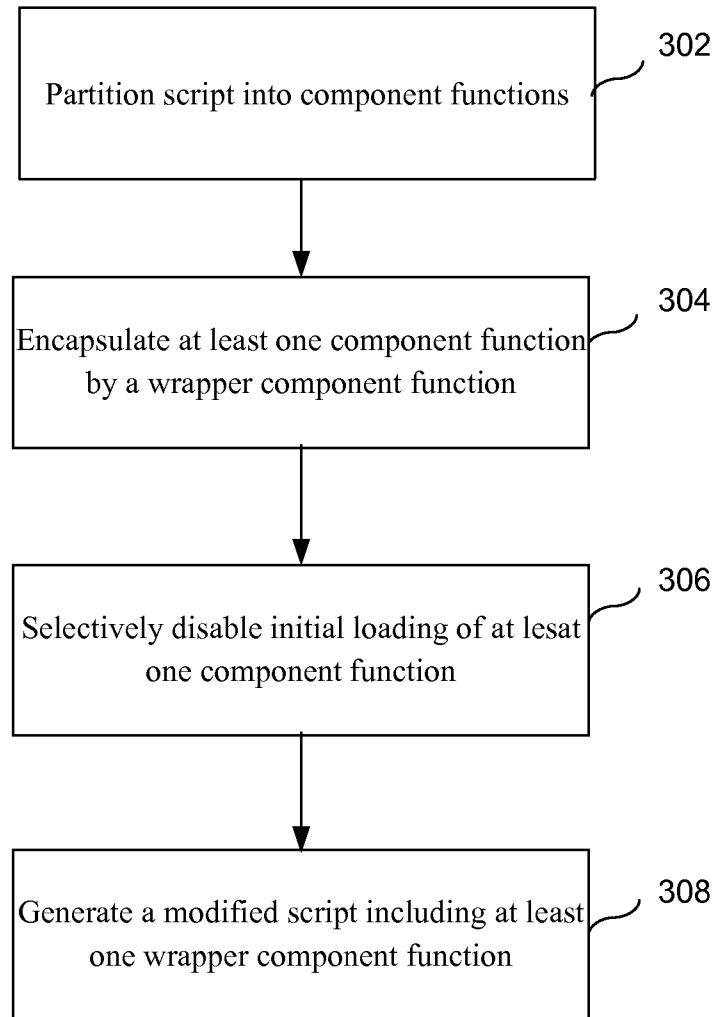 302
Partition script into component functions
304
Encapsulate at least one component function
by a wrapper component function
306
Selectively disable initial loading of at lesat
one component function
308
Generate a modified script including at least
one wrapper component function